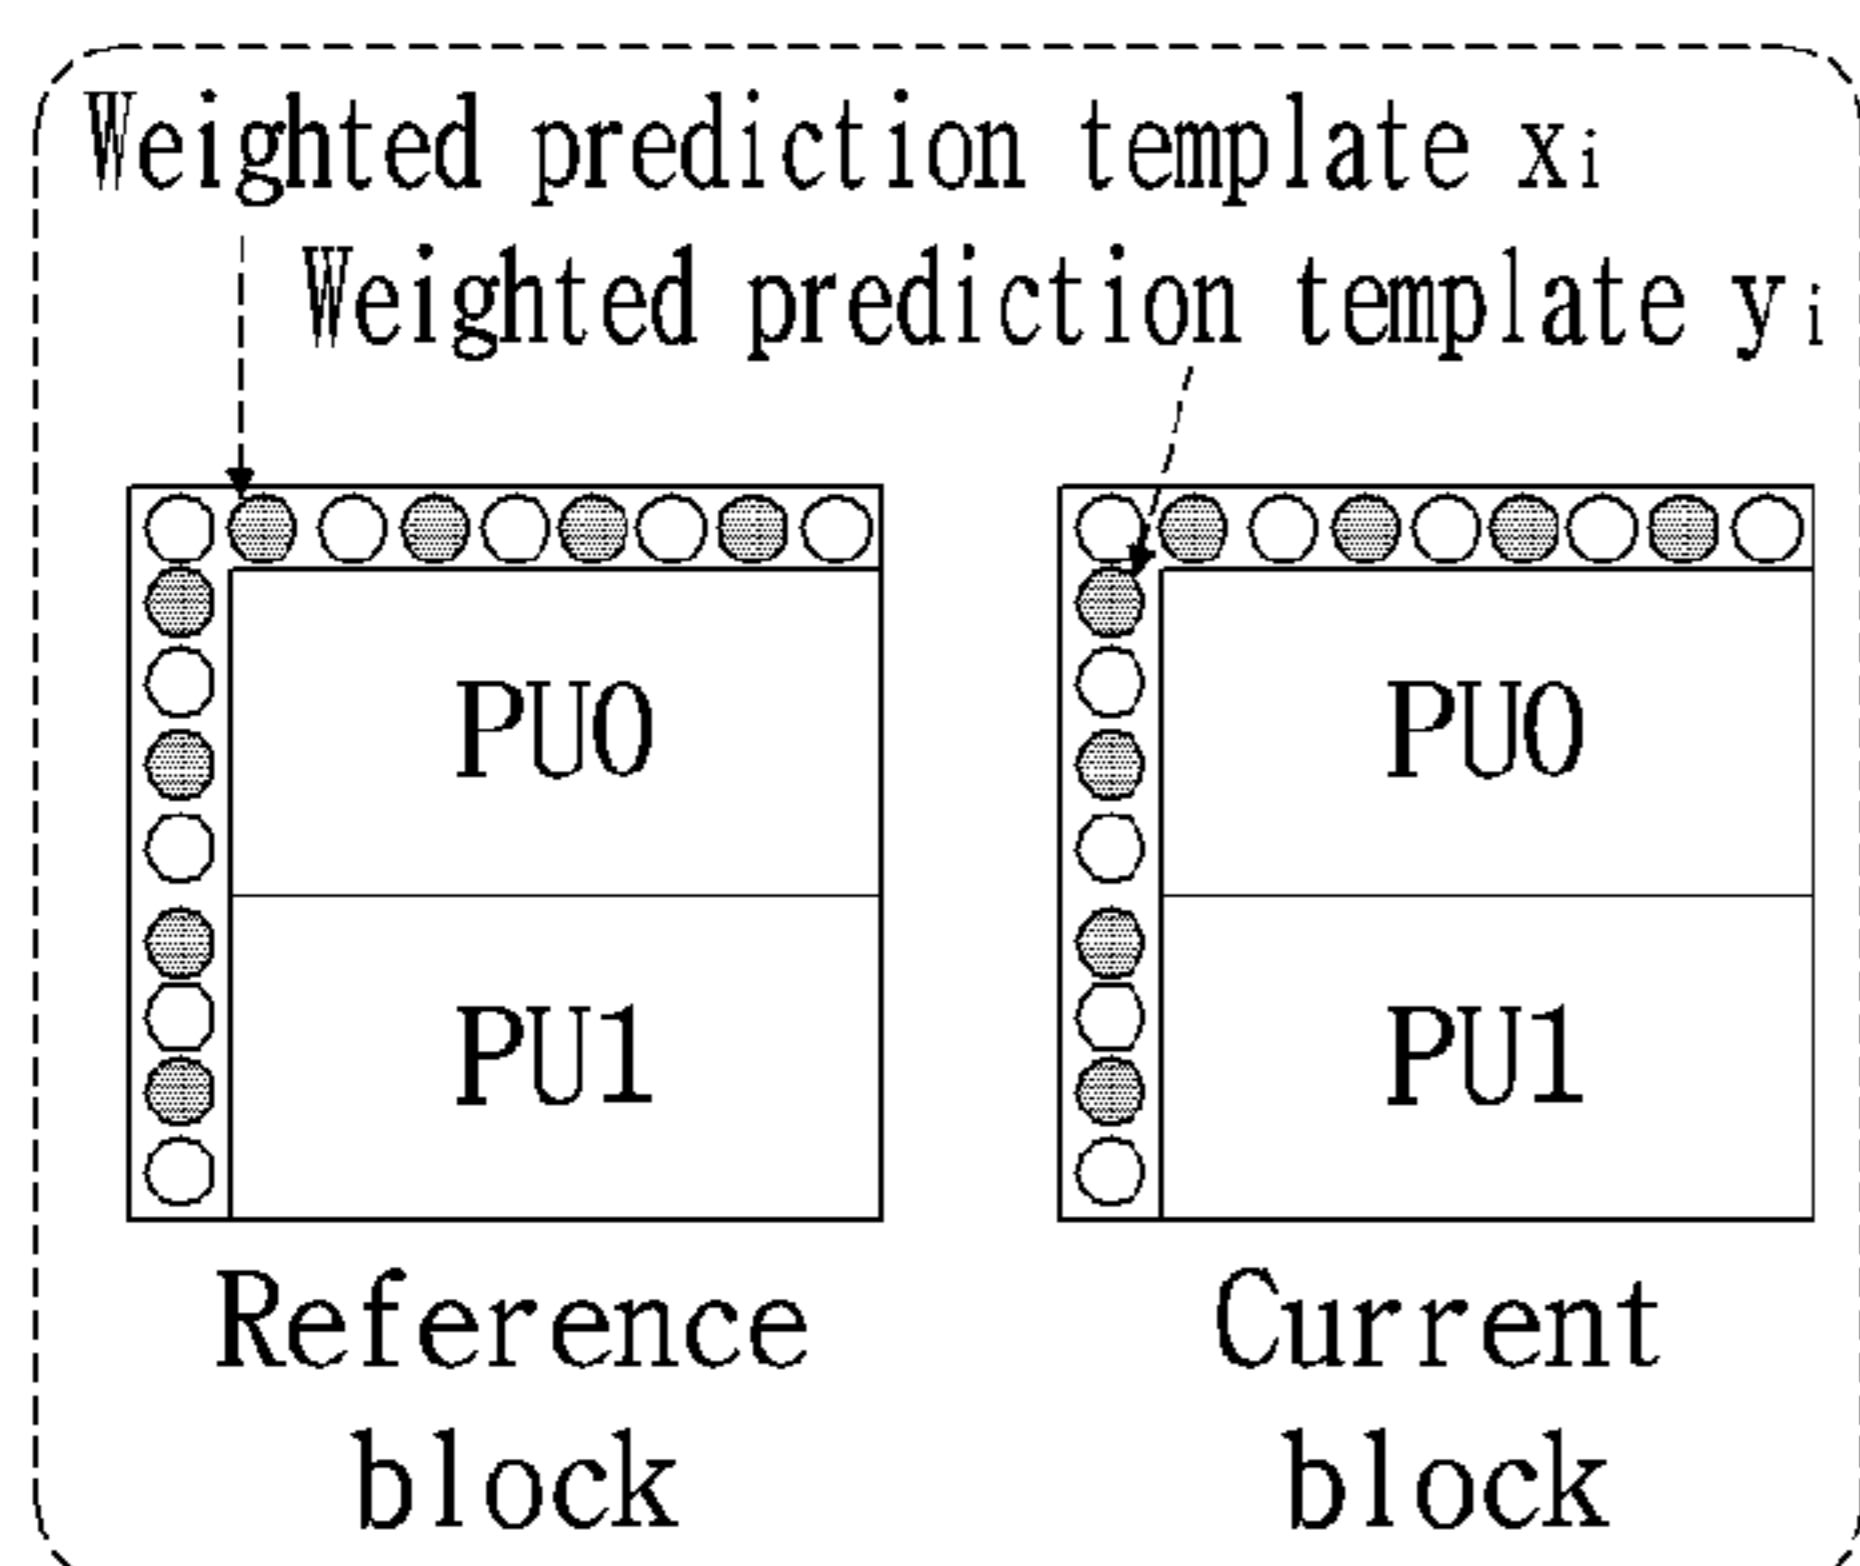 Weighted prediction template xi
Weighted prediction template yi
PU0
PU0
PU1
PU1
Reference
block
Current
block